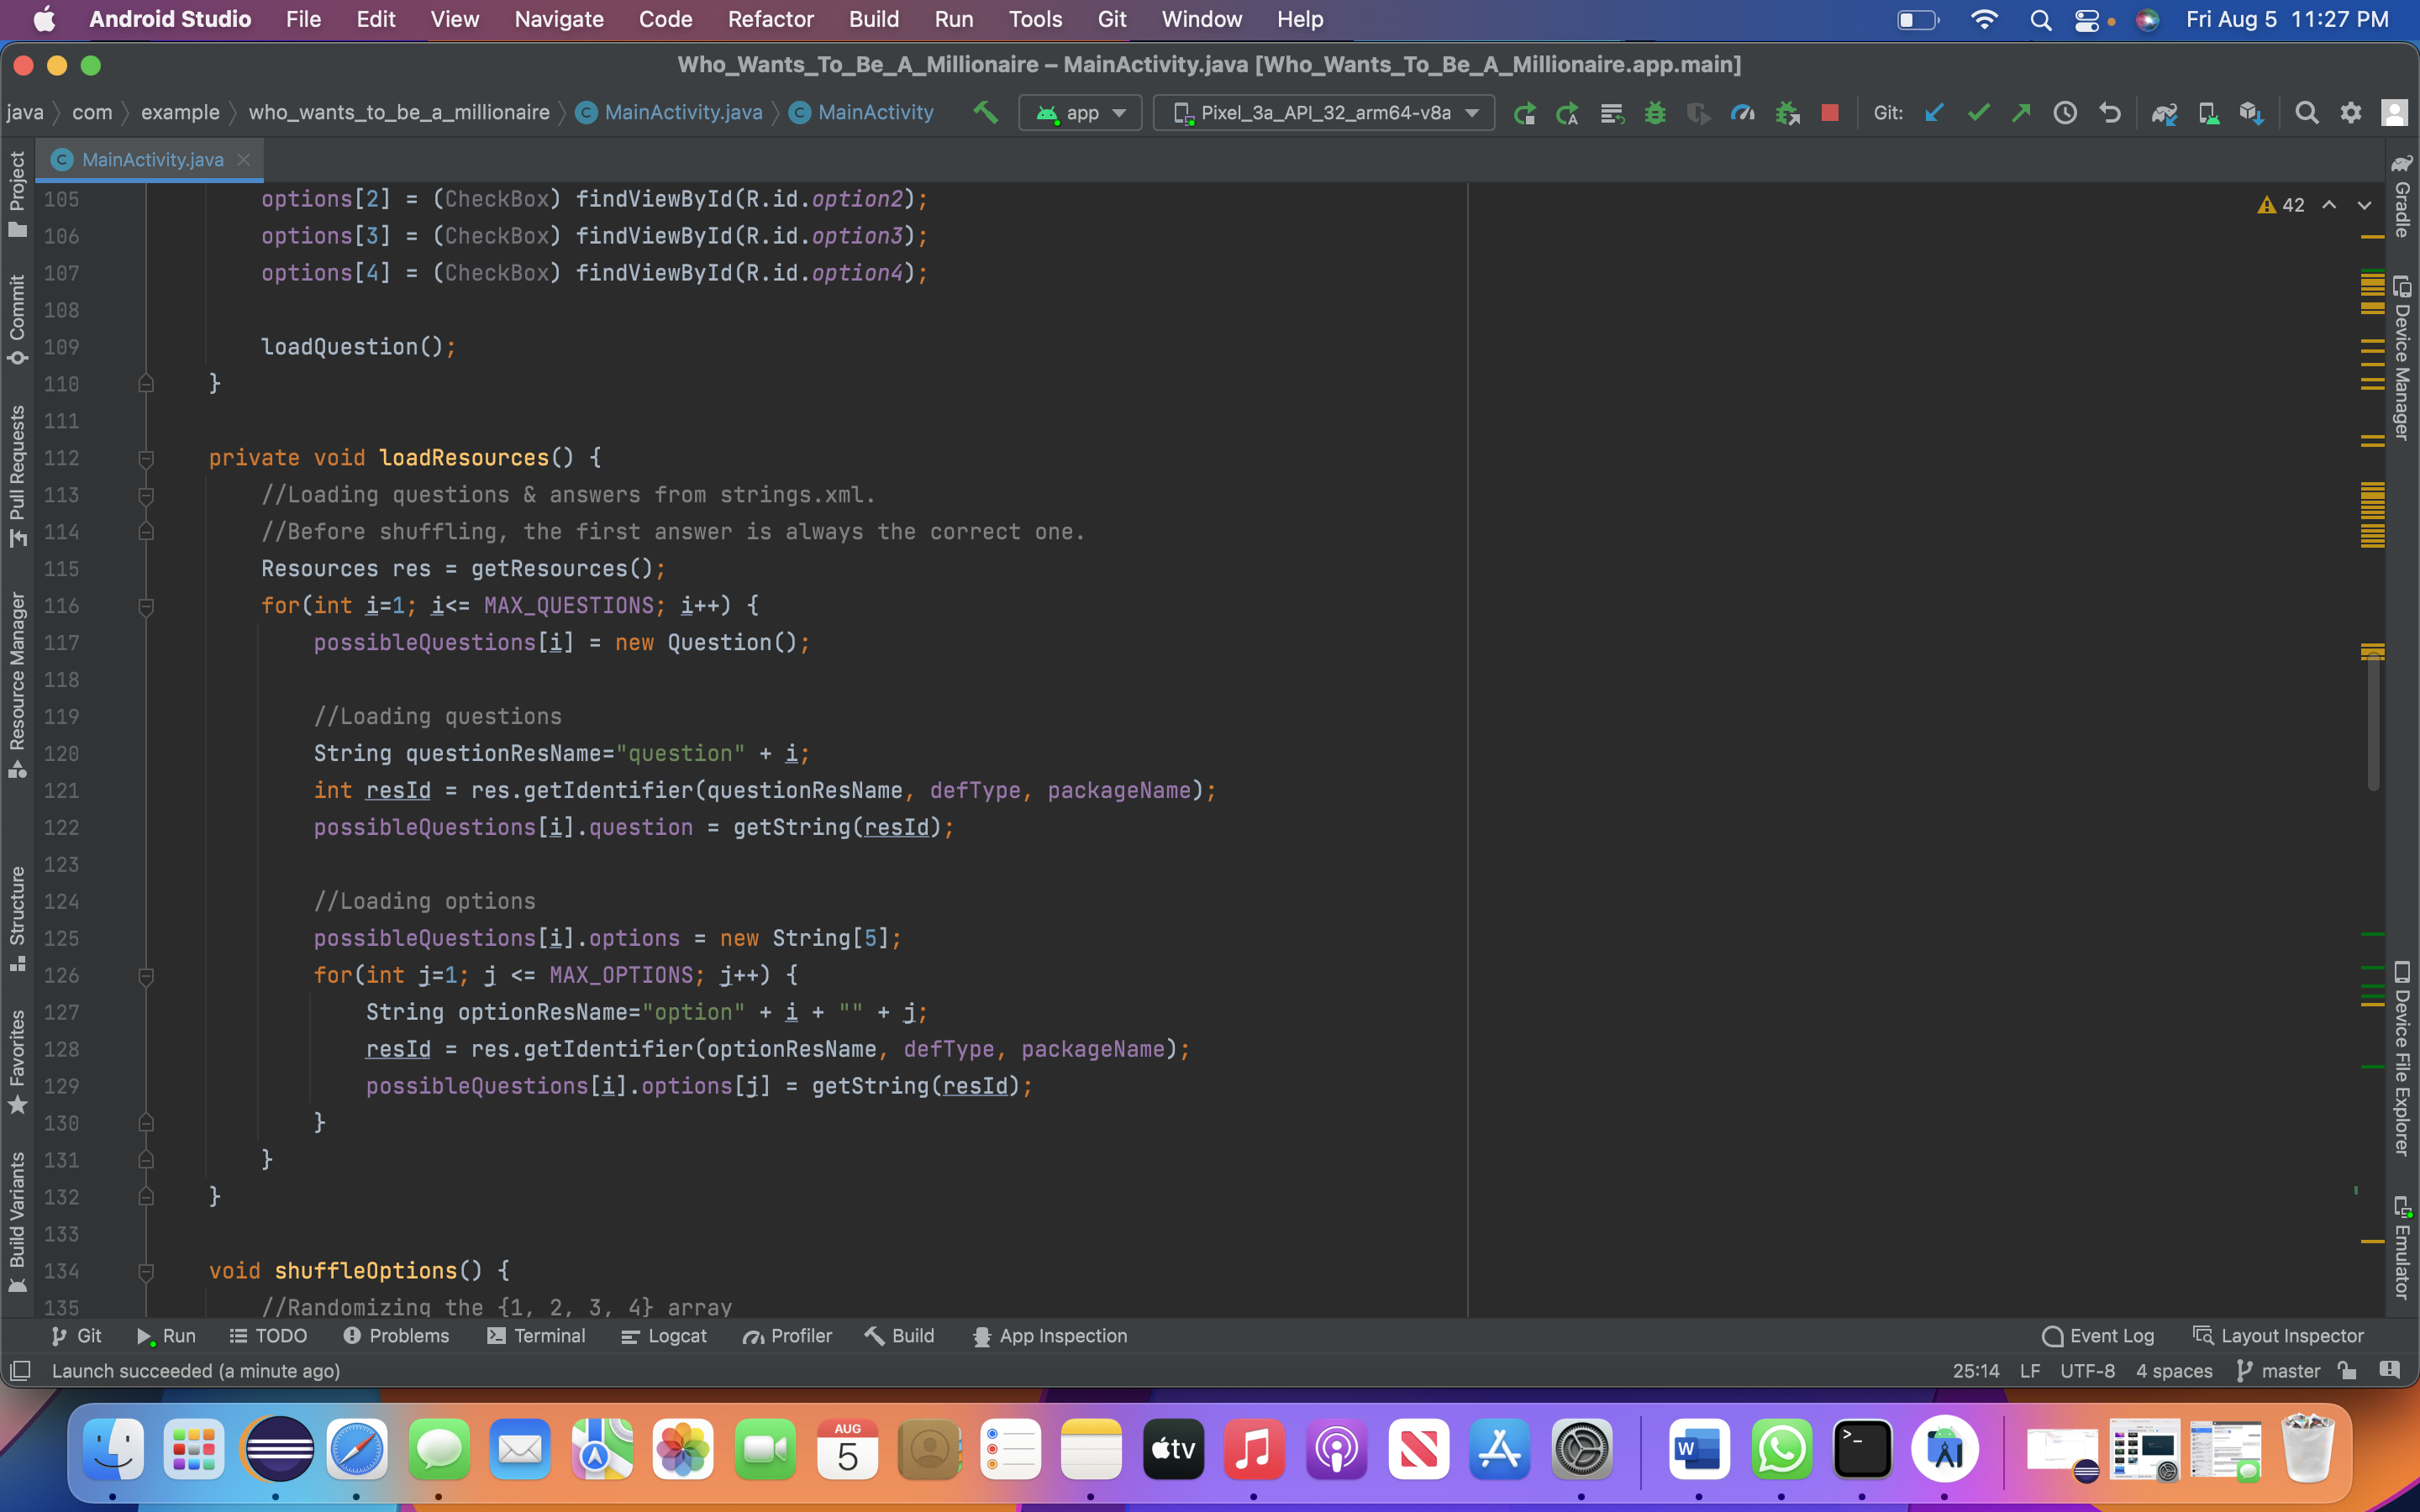 Android Studio File Edit View Navigate Code Refactor Build Run Tools Git Window Help Fri Aug 5 11:27 PM
Who_Wants_To_Be_A_Millionaire – MainActivity.java [Who_Wants_To_Be_A_Millionaire.app.main]
java com example who_wants_to_be_a_millionaire C MainActivity.java C MainActivity app Pixel_3a_API_32_arm64-v8a Git:
C MainActivity.java
42
105 options[2] = (CheckBox) findViewById(R.id.option2);
106 options[3] = (CheckBox) findViewById(R.id.option3);
107 options[4] = (CheckBox) findViewById(R.id.option4);
108
109 loadQuestion();
110 }
111
112 private void loadResources() {
113 //Loading questions & answers from strings.xml.
114 //Before shuffling, the first answer is always the correct one.
115 Resources res = getResources();
116 for(int i=1; i<= MAX_QUESTIONS; i++) {
117 possibleQuestions[i] = new Question();
118
119 //Loading questions
120 String questionResName="question" + i;
121 int resId = res.getIdentifier(questionResName, defType, packageName);
122 possibleQuestions[i].question = getString(resId);
123
124 //Loading options
125 possibleQuestions[i].options = new String[5];
126 for(int j=1; j <= MAX_OPTIONS; j++) {
127 String optionResName="option" + i + "" + j;
128 resId = res.getIdentifier(optionResName, defType, packageName);
129 possibleQuestions[i].options[j] = getString(resId);
130 }
131 }
132 }
133
134 void shuffleOptions() {
135 //Randomizing the {1, 2, 3, 4} array
Project
Commit
Pull Requests
Resource Manager
Structure
Favorites
Build Variants
Gradle
Device Manager
Device File Explorer
Emulator
Git Run TODO Problems Terminal Logcat Profiler Build App Inspection Event Log Layout Inspector
Launch succeeded (a minute ago) 25:14 LF UTF-8 4 spaces master
AUG
5
tv
W